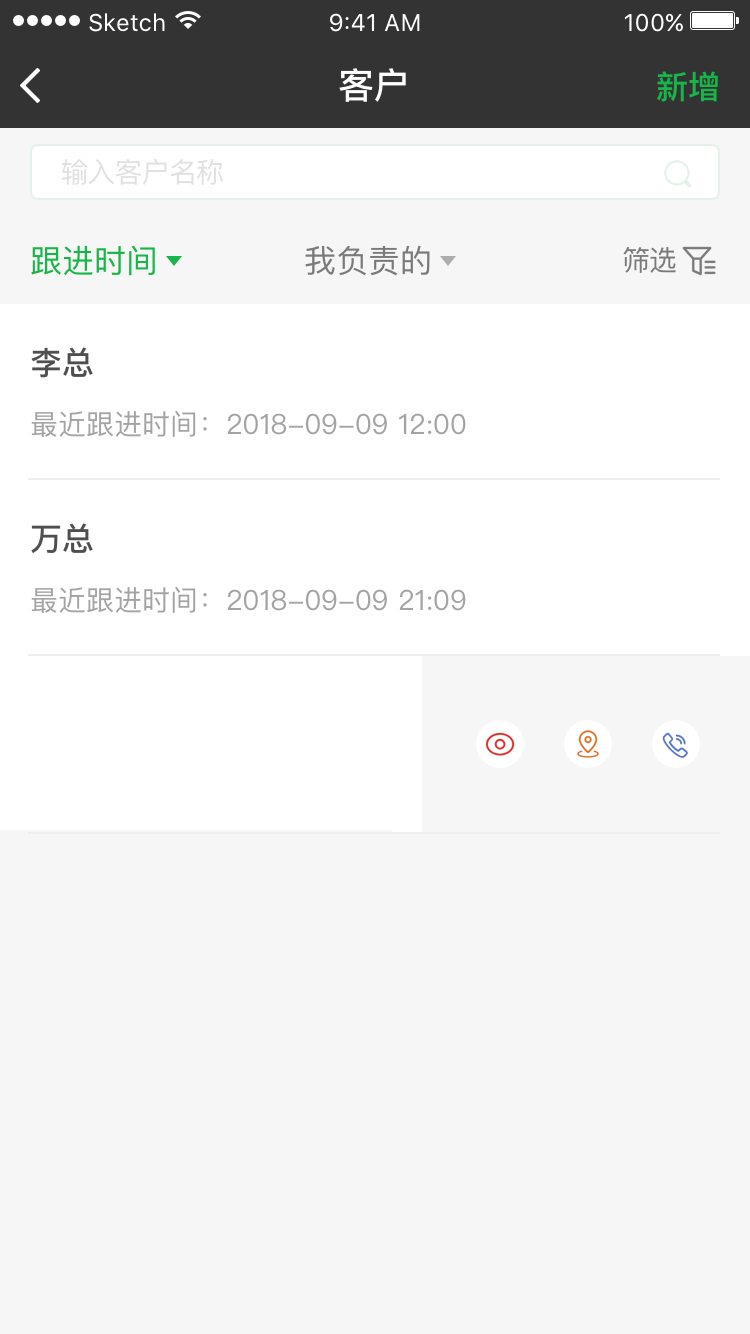 Sketch 9:41 AM 100%
客户 新增
输入客户名称
跟进时间 我负责的 筛选
李总
最近跟进时间：2018-09-09 12:00
万总
最近跟进时间：2018-09-09 21:09